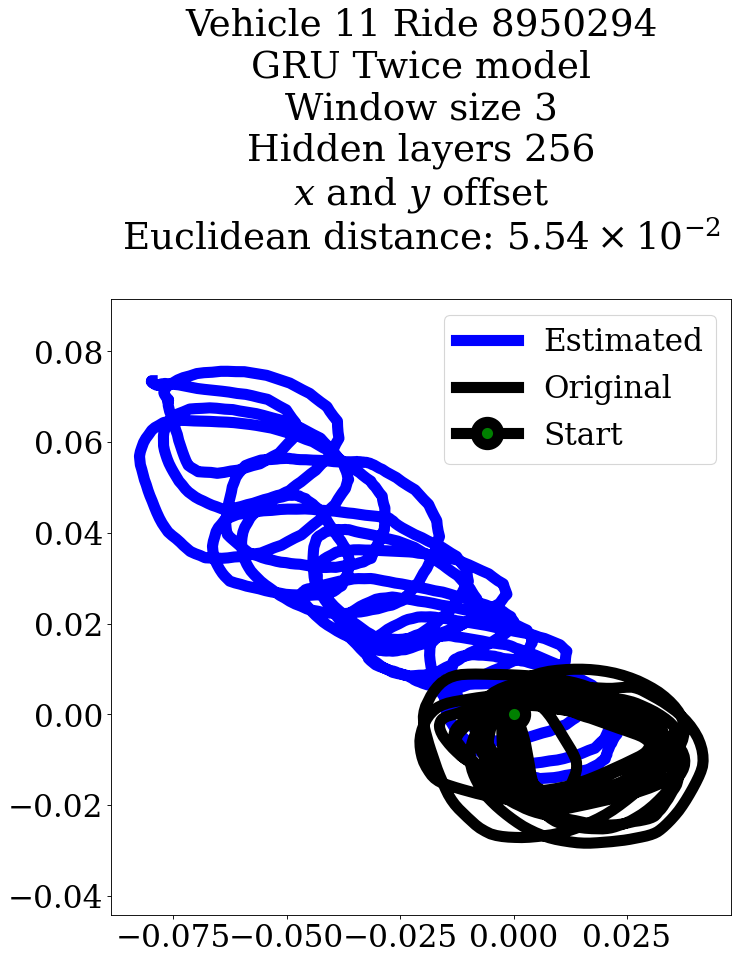 Vehicle 11 Ride 8950294
GRU Twice model
Window size 3
Hidden layers 256
x and y offset
Euclidean distance: 5.54 × 10⁻²
Estimated
Original
Start
0.08
0.06
0.04
0.02
0.00
−0.02
−0.04
−0.075 −0.050 −0.025 0.000 0.025